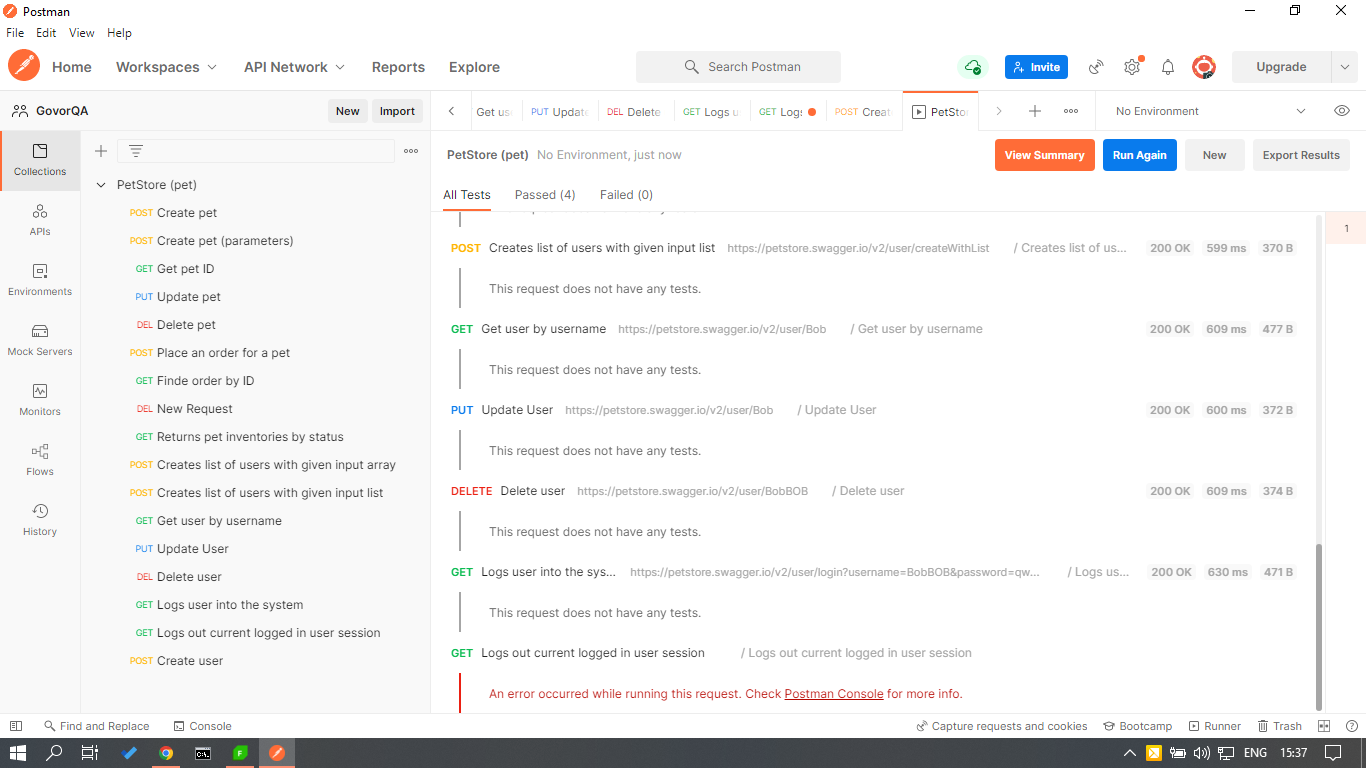 Postman
File Edit View Help
Home Workspaces API Network Reports Explore Search Postman Invite Upgrade
GovorQA New Import
Get us PUT Update DEL Delete GET Logs u GET Logs POST Creat PetStor No Environment
Collections
APIs
Environments
Mock Servers
Monitors
Flows
History
PetStore (pet)
POST Create pet
POST Create pet (parameters)
GET Get pet ID
PUT Update pet
DEL Delete pet
POST Place an order for a pet
GET Finde order by ID
DEL New Request
GET Returns pet inventories by status
POST Creates list of users with given input array
POST Creates list of users with given input list
GET Get user by username
PUT Update User
DEL Delete user
GET Logs user into the system
GET Logs out current logged in user session
POST Create user
PetStore (pet) No Environment, just now View Summary Run Again New Export Results
All Tests Passed (4) Failed (0)
1
POST Creates list of users with given input list https://petstore.swagger.io/v2/user/createWithList / Creates list of us... 200 OK 599 ms 370 B
This request does not have any tests.
GET Get user by username https://petstore.swagger.io/v2/user/Bob / Get user by username 200 OK 609 ms 477 B
This request does not have any tests.
PUT Update User https://petstore.swagger.io/v2/user/Bob / Update User 200 OK 600 ms 372 B
This request does not have any tests.
DELETE Delete user https://petstore.swagger.io/v2/user/BobBOB / Delete user 200 OK 609 ms 374 B
This request does not have any tests.
GET Logs user into the sys... https://petstore.swagger.io/v2/user/login?username=BobBOB&password=qw... / Logs us... 200 OK 630 ms 471 B
This request does not have any tests.
GET Logs out current logged in user session / Logs out current logged in user session
An error occurred while running this request. Check Postman Console for more info.
Find and Replace Console Capture requests and cookies Bootcamp Runner Trash
ENG 15:37